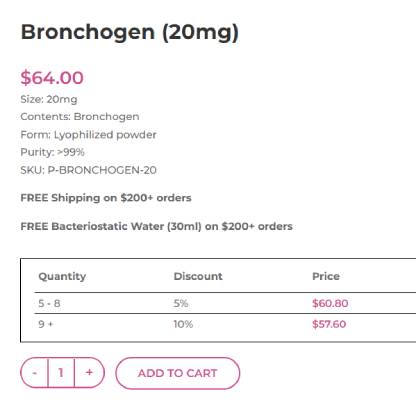 Bronchogen (20mg)
$64.00
Size: 20mg
Contents: Bronchogen
Form: Lyophilized powder
Purity: >99%
SKU: P-BRONCHOGEN-20
FREE Shipping on $200+ orders
FREE Bacteriostatic Water (30ml) on $200+ orders
Quantity Discount Price
5 - 8 5% $60.80
9 + 10% $57.60
- 1 + ADD TO CART